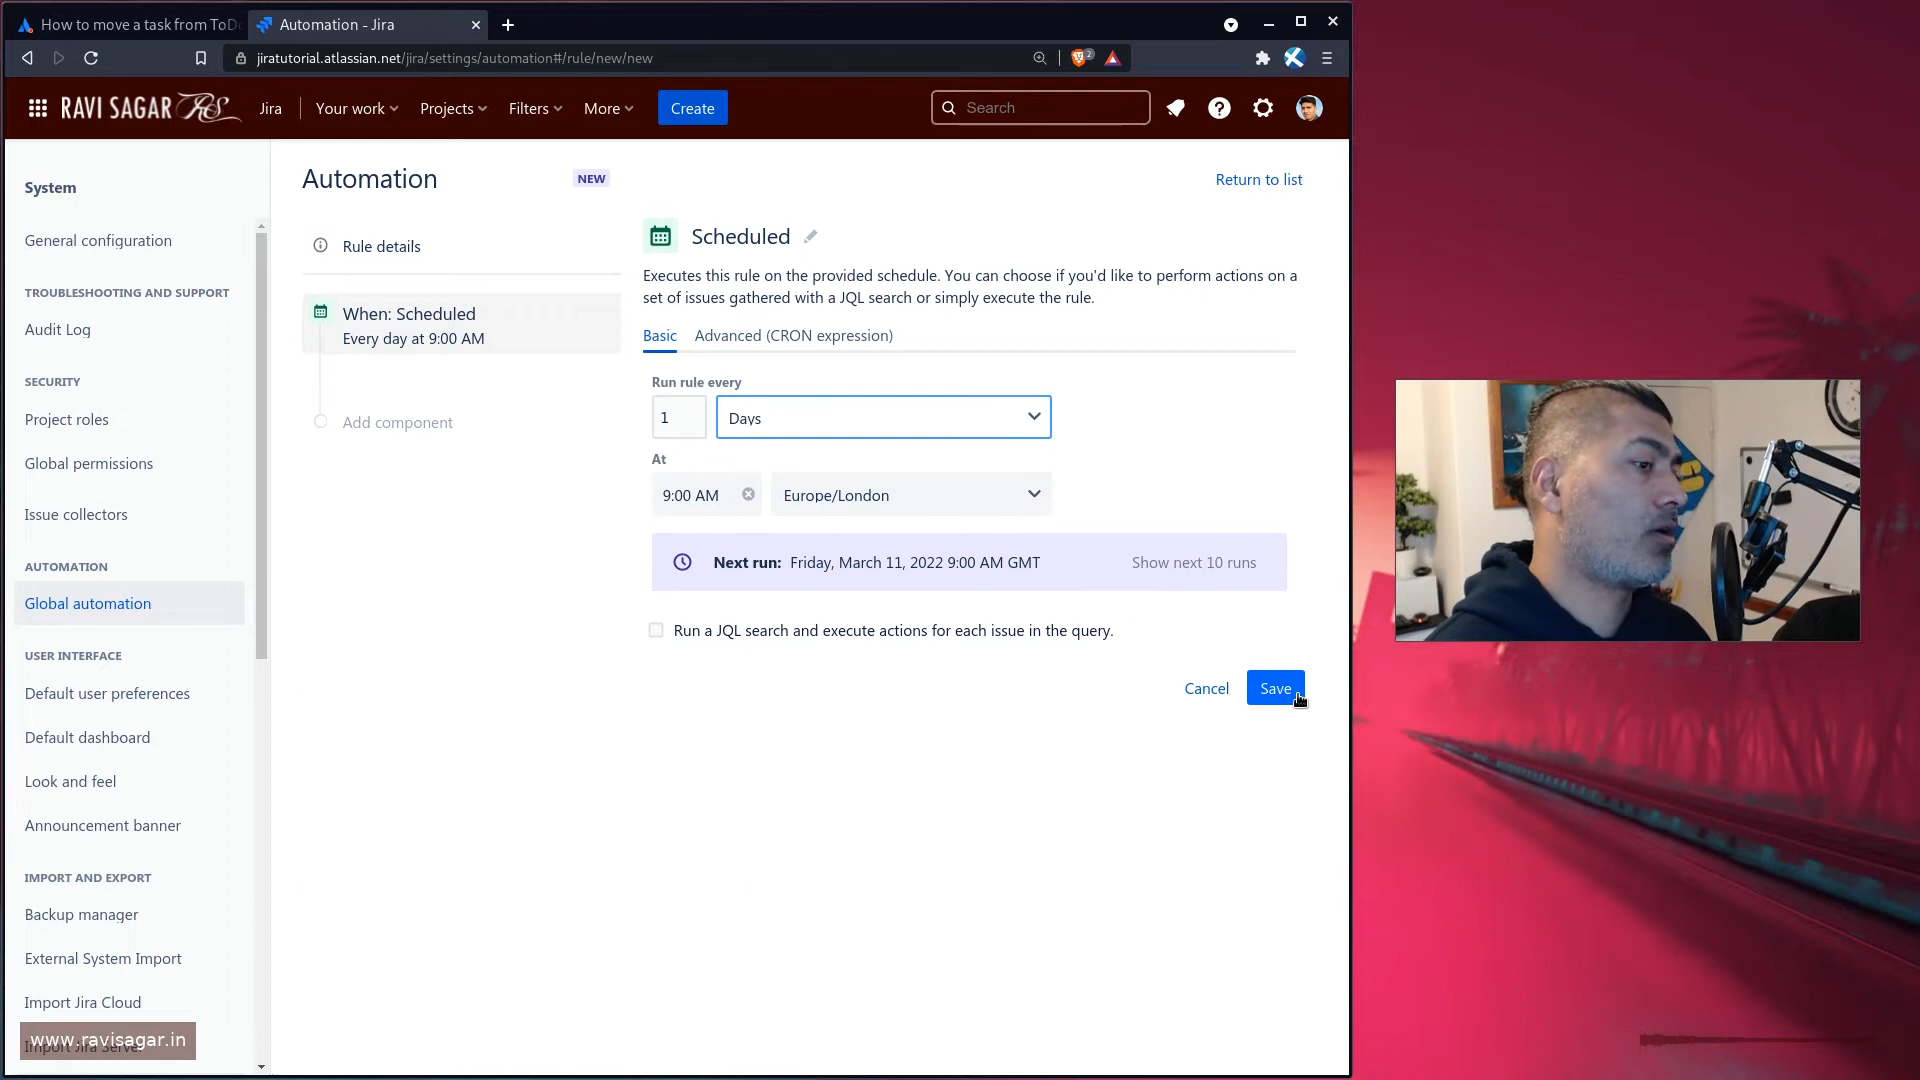 How to move a task from ToD
Automation - Jira
jiratutorial.atlassian.net/jira/settings/automation#/rule/new/new
2
RAVI SAGAR RS
Jira
Your work
Projects
Filters
More
Create
Search
System
General configuration
TROUBLESHOOTING AND SUPPORT
Audit Log
SECURITY
Project roles
Global permissions
Issue collectors
AUTOMATION
Global automation
USER INTERFACE
Default user preferences
Default dashboard
Look and feel
Announcement banner
IMPORT AND EXPORT
Backup manager
External System Import
Import Jira Cloud
Import Jira Server
www.ravisagar.in
Automation
NEW
Return to list
Rule details
When: Scheduled
Every day at 9:00 AM
Add component
Scheduled
Executes this rule on the provided schedule. You can choose if you'd like to perform actions on a
set of issues gathered with a JQL search or simply execute the rule.
Basic
Advanced (CRON expression)
Run rule every
1
Days
At
9:00 AM
Europe/London
Next run: Friday, March 11, 2022 9:00 AM GMT
Show next 10 runs
Run a JQL search and execute actions for each issue in the query.
Cancel
Save